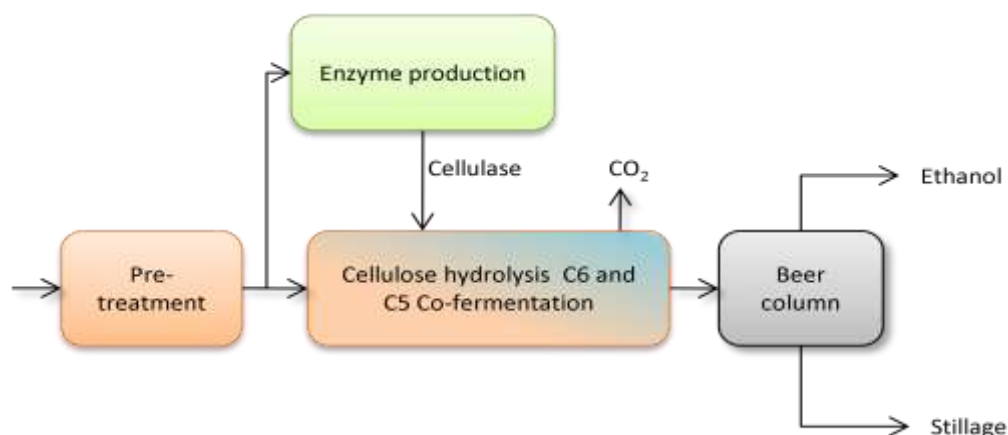 Enzyme production
Cellulase
CO₂
Ethanol
Pre-
treatment
Cellulose hydrolysis C6 and
C5 Co-fermentation
Beer
column
Stillage